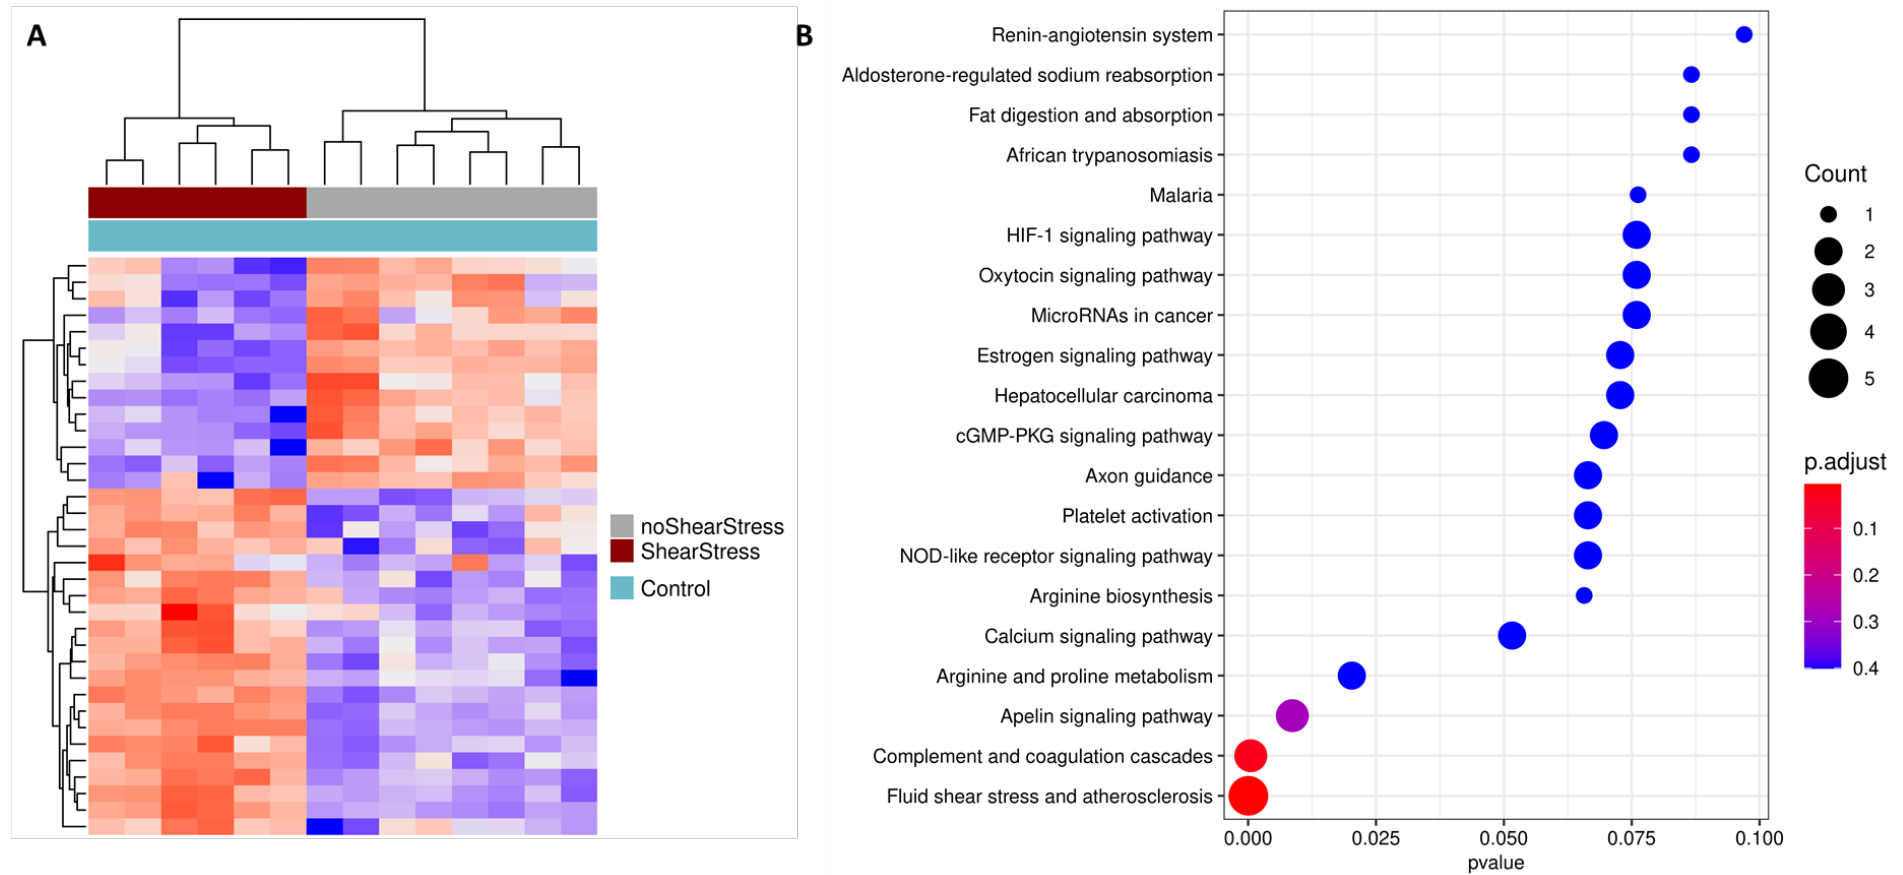 A
B
noShearStress
ShearStress
Control
Renin-angiotensin system
Aldosterone-regulated sodium reabsorption
Fat digestion and absorption
African trypanosomiasis
Malaria
HIF-1 signaling pathway
Oxytocin signaling pathway
MicroRNAs in cancer
Estrogen signaling pathway
Hepatocellular carcinoma
cGMP-PKG signaling pathway
Axon guidance
Platelet activation
NOD-like receptor signaling pathway
Arginine biosynthesis
Calcium signaling pathway
Arginine and proline metabolism
Apelin signaling pathway
Complement and coagulation cascades
Fluid shear stress and atherosclerosis
0.000 0.025 0.050 0.075 0.100
pvalue
Count
1
2
3
4
5
p.adjust
0.1
0.2
0.3
0.4